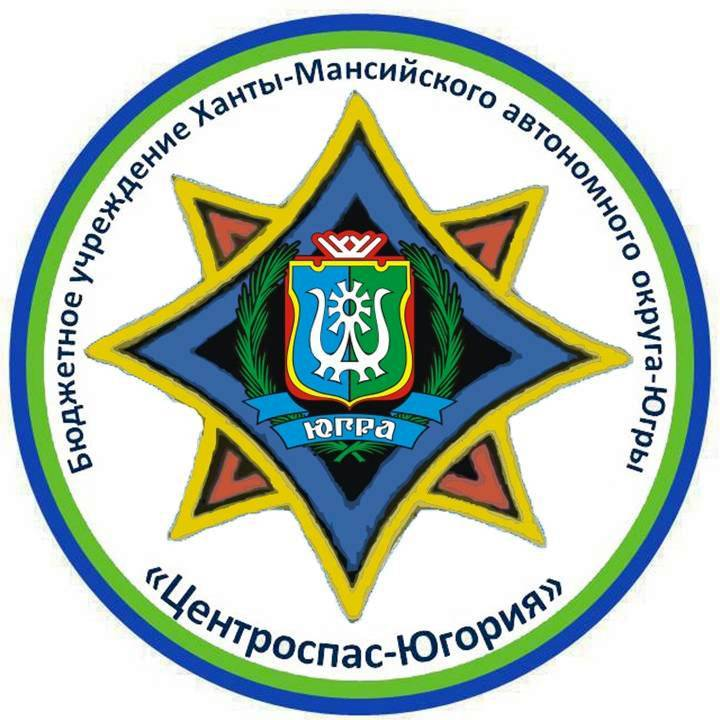 Бюджетное учреждение Ханты-Мансийского автономного округа-Югры
ЮГРА
«Центроспас-Югория»